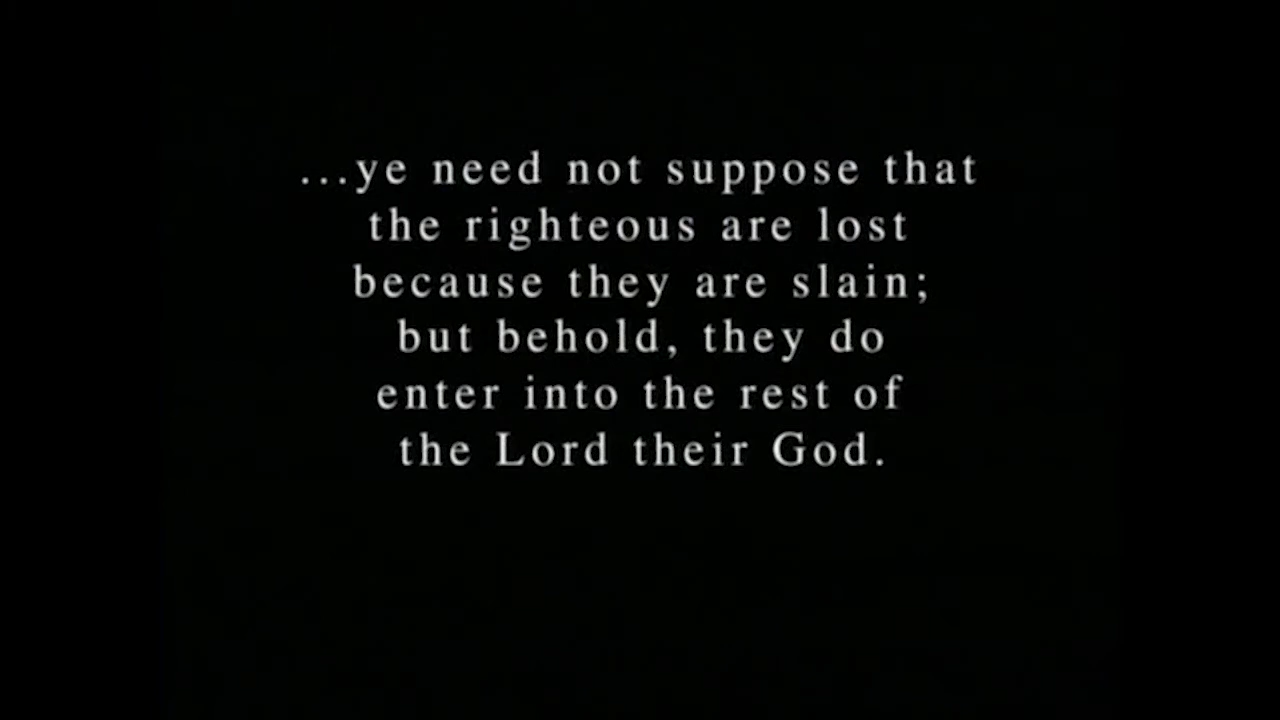 ...ye need not suppose that
the righteous are lost
because they are slain;
but behold, they do
enter into the rest of
the Lord their God.